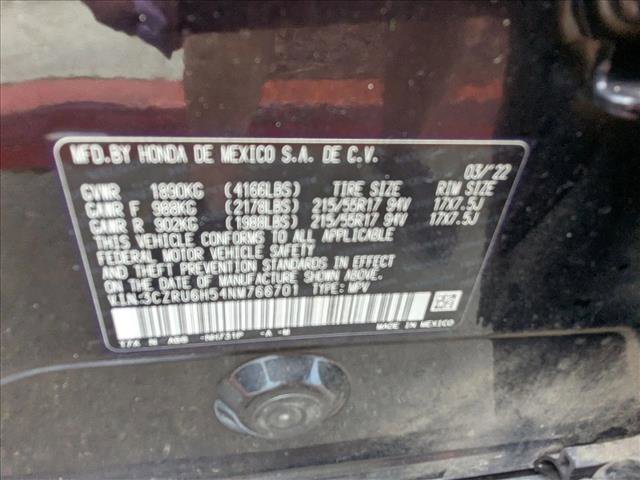 MFD.BY HONDA DE MEXICO S.A. DE C.V.
03/'22
GVWR 1890KG (4166LBS) TIRE SIZE RIM SIZE
GAWR F 988KG (2178LBS) 215/55R17 94V 17X7.5J
GAWR R 902KG (1988LBS) 215/55R17 94V 17X7.5J
THIS VEHICLE CONFORMS TO ALL APPLICABLE
FEDERAL MOTOR VEHICLE SAFETY
AND THEFT PREVENTION STANDARDS IN EFFECT
ON THE DATE OF MANUFACTURE SHOWN ABOVE.
VIN:3CZRU6H54NM766701 TYPE: MPV
MADE IN MEXICO